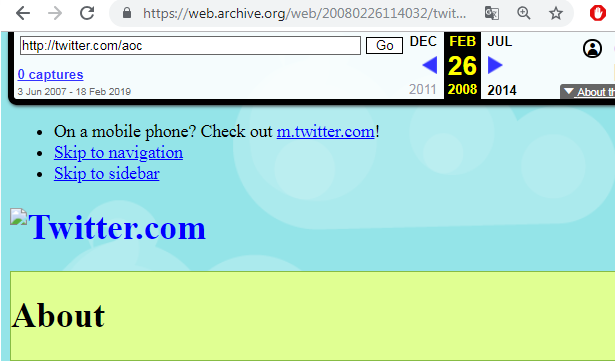 https://web.archive.org/web/20080226114032/twit...
http://twitter.com/aoc Go DEC FEB JUL
0 captures 26
3 Jun 2007 - 18 Feb 2019 2011 2008 2014 About th
On a mobile phone? Check out m.twitter.com!
Skip to navigation
Skip to sidebar
Twitter.com
About